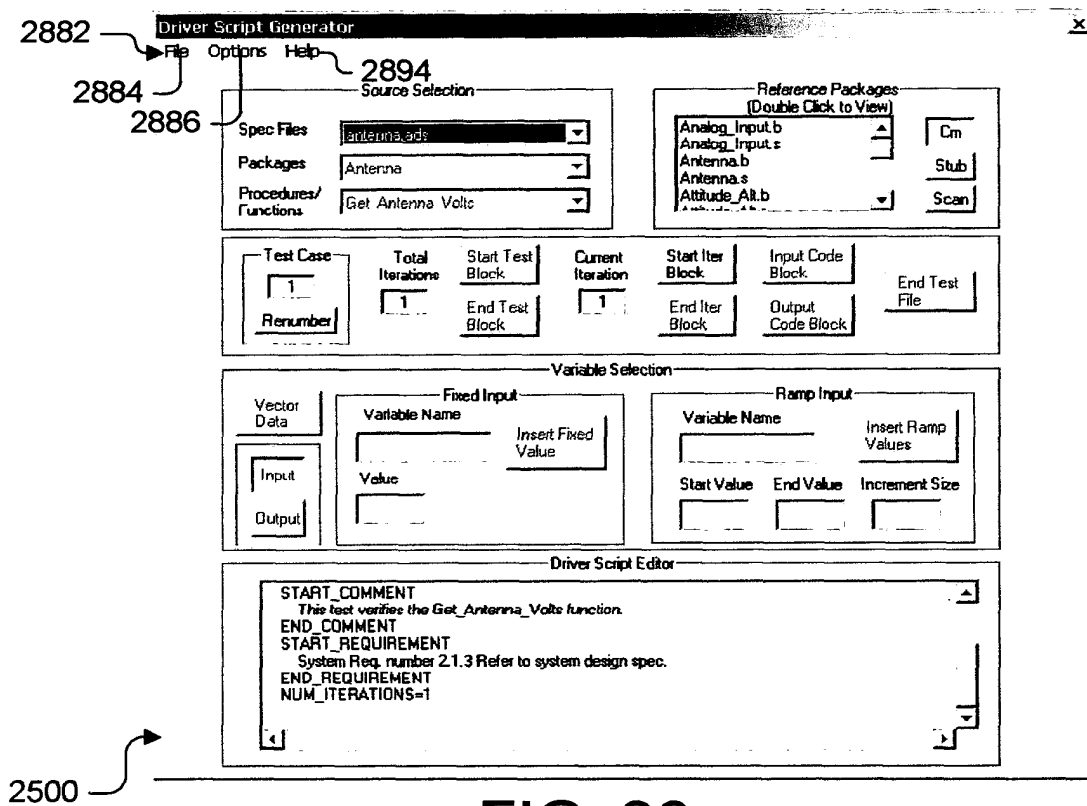 Driver Script Generator
x
2882
File Options Help
2894
2884
2886
Source Selection
Spec Files
antenna.ads
Packages
Antenna
Procedures/
Functions
Get Antenna Volts
Reference Packages
(Double Click to View)
Analog_Input.b
Analog_Input.s
Antenna.b
Antenna.s
Attitude_Alt.b
Cm
Stub
Scan
Test Case
1
Renumber
Total
Iterations
1
Start Test
Block
End Test
Block
Current
Iteration
1
Start Iter
Block
End Iter
Block
Input Code
Block
Output
Code Block
End Test
File
Variable Selection
Vector
Data
Input
Output
Fixed Input
Variable Name
Insert Fixed
Value
Value
Ramp Input
Variable Name
Insert Ramp
Values
Start Value End Value Increment Size
Driver Script Editor
START_COMMENT
This test verifies the Get_Antenna_Volts function.
END_COMMENT
START_REQUIREMENT
System Req. number 2.1.3 Refer to system design spec.
END_REQUIREMENT
NUM_ITERATIONS=1
2500